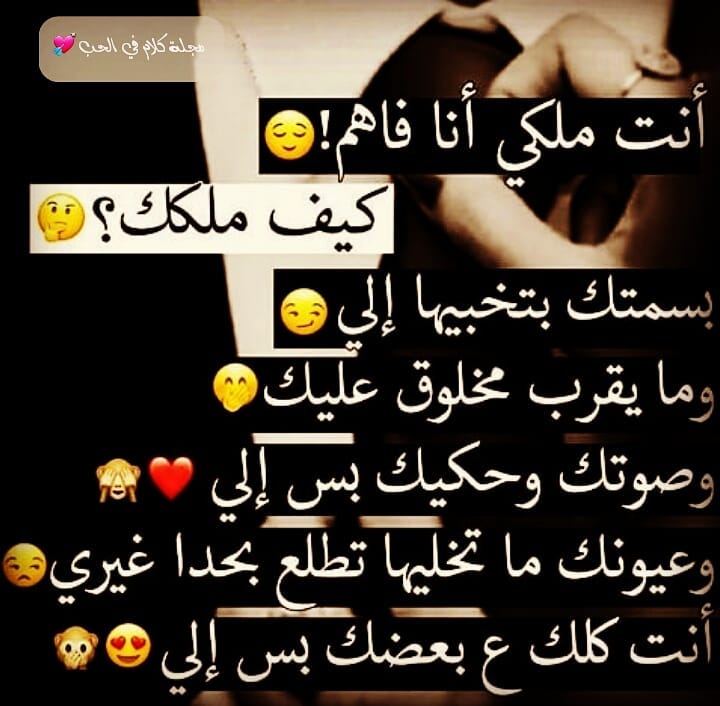 مجلة كلام في الحب 💘
أنت ملكي أنا فاهم!😌
كيف ملكك؟🤔
بسمتك بتخبيها إلي😏
وما يقرب مخلوق عليك🤭
وصوتك وحكيك بس إلي ❤️🙈
وعيونك ما تخليها تطلع بحدا غيري😒
أنت كلك ع بعضك بس إلي😍🙊